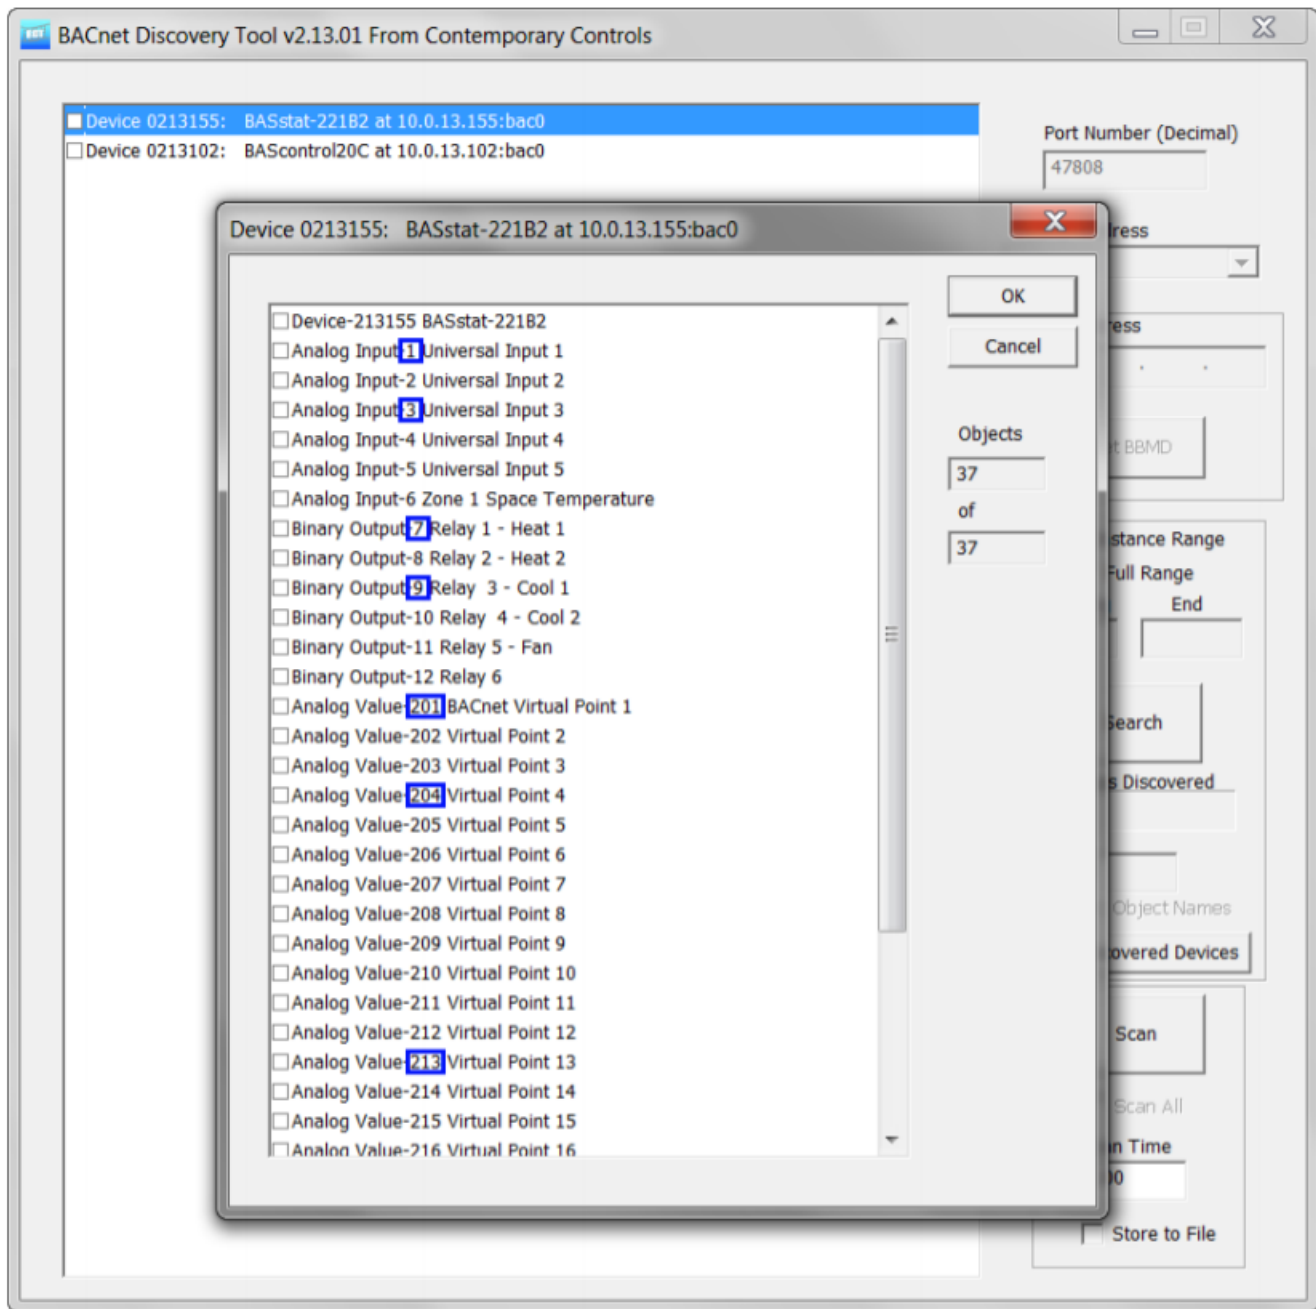 BACnet Discovery Tool v2.13.01 From Contemporary Controls
Device 0213155: BASstat-221B2 at 10.0.13.155:bac0
Device 0213102: BAScontrol20C at 10.0.13.102:bac0
Port Number (Decimal)
47808
Device 0213155: BASstat-221B2 at 10.0.13.155:bac0
Device-213155 BASstat-221B2
Analog Input-1 Universal Input 1
Analog Input-2 Universal Input 2
Analog Input-3 Universal Input 3
Analog Input-4 Universal Input 4
Analog Input-5 Universal Input 5
Analog Input-6 Zone 1 Space Temperature
Binary Output-7 Relay 1 - Heat 1
Binary Output-8 Relay 2 - Heat 2
Binary Output-9 Relay 3 - Cool 1
Binary Output-10 Relay 4 - Cool 2
Binary Output-11 Relay 5 - Fan
Binary Output-12 Relay 6
Analog Value-201 BACnet Virtual Point 1
Analog Value-202 Virtual Point 2
Analog Value-203 Virtual Point 3
Analog Value-204 Virtual Point 4
Analog Value-205 Virtual Point 5
Analog Value-206 Virtual Point 6
Analog Value-207 Virtual Point 7
Analog Value-208 Virtual Point 8
Analog Value-209 Virtual Point 9
Analog Value-210 Virtual Point 10
Analog Value-211 Virtual Point 11
Analog Value-212 Virtual Point 12
Analog Value-213 Virtual Point 13
Analog Value-214 Virtual Point 14
Analog Value-215 Virtual Point 15
Analog Value-216 Virtual Point 16
OK
Cancel
Objects
37
of
37
BBMD
Range
Full Range
End
Search
Discovered
Object Names
Devices
Scan
Scan All
Time
Store to File